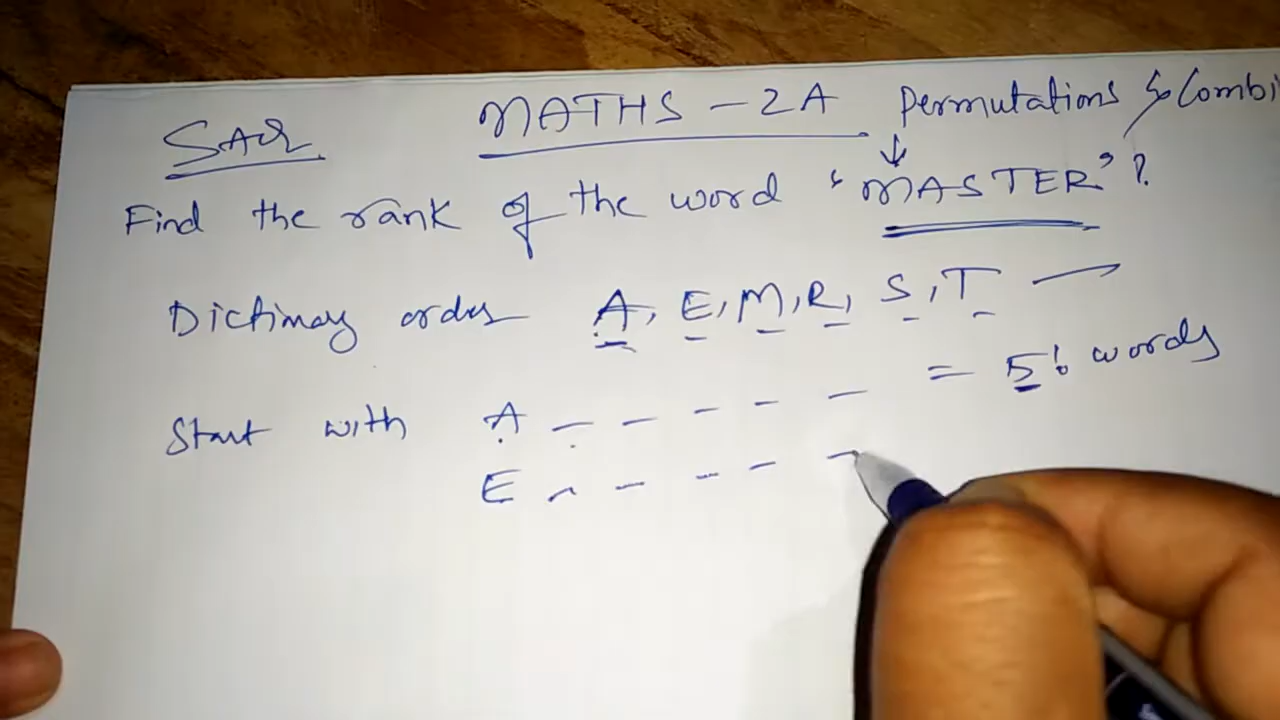 MATHS - 2A Permutations & Combi
SAQ
Find the rank of the word 'MASTER'?
Dictionary order A, E, M, R, S, T
Start with A _ _ _ _ _ = 5! words
E _ _ _ _ _